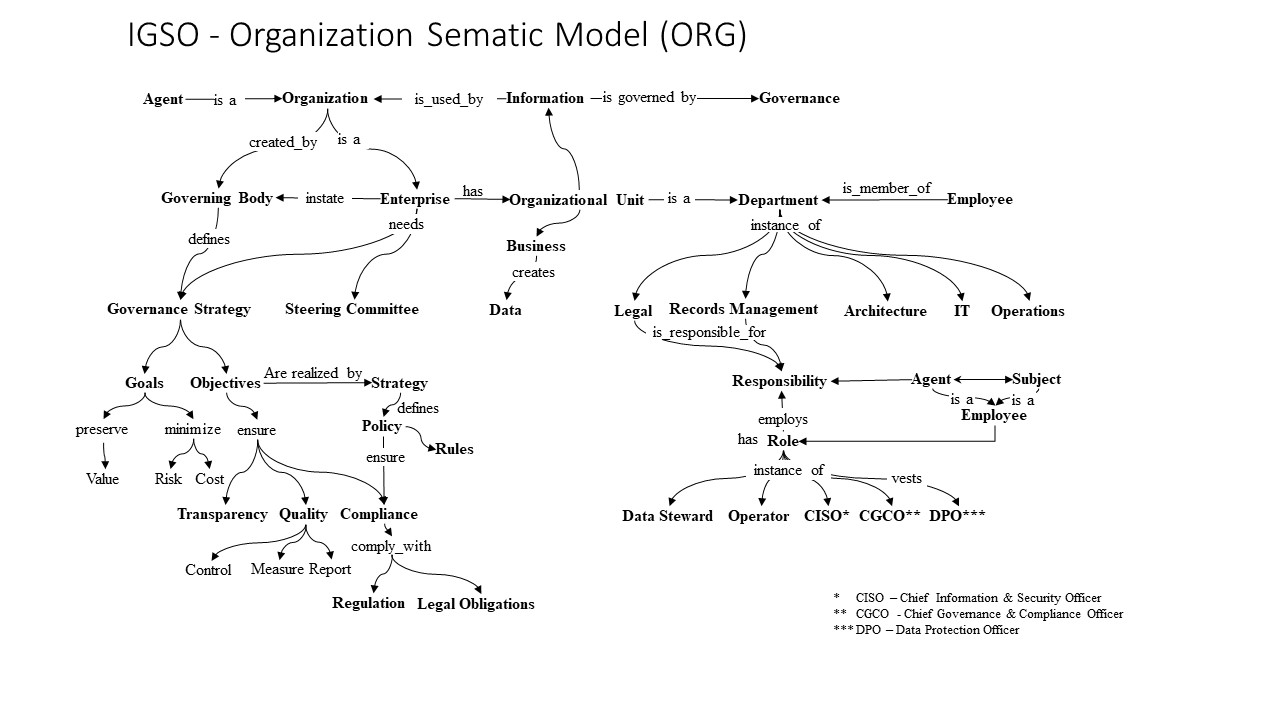 IGSO - Organization Sematic Model (ORG)
Agent is a Organization is_used_by Information is governed by Governance
created_by is a
Governing Body instate Enterprise has Organizational Unit is a Department is_member_of Employee
defines needs Business instance of
creates
Governance Strategy Steering Committee Data Legal Records Management Architecture IT Operations
is_responsible_for
Goals Objectives Are realized by Strategy Responsibility Agent Subject
defines is a is a
preserve minimize ensure Policy employs Employee
Rules has Role
ensure
Value Risk Cost instance of vests
Transparency Quality Compliance Data Steward Operator CISO* CGCO** DPO***
comply_with
Control Measure Report
Regulation Legal Obligations
* CISO – Chief Information & Security Officer
** CGCO - Chief Governance & Compliance Officer
*** DPO – Data Protection Officer